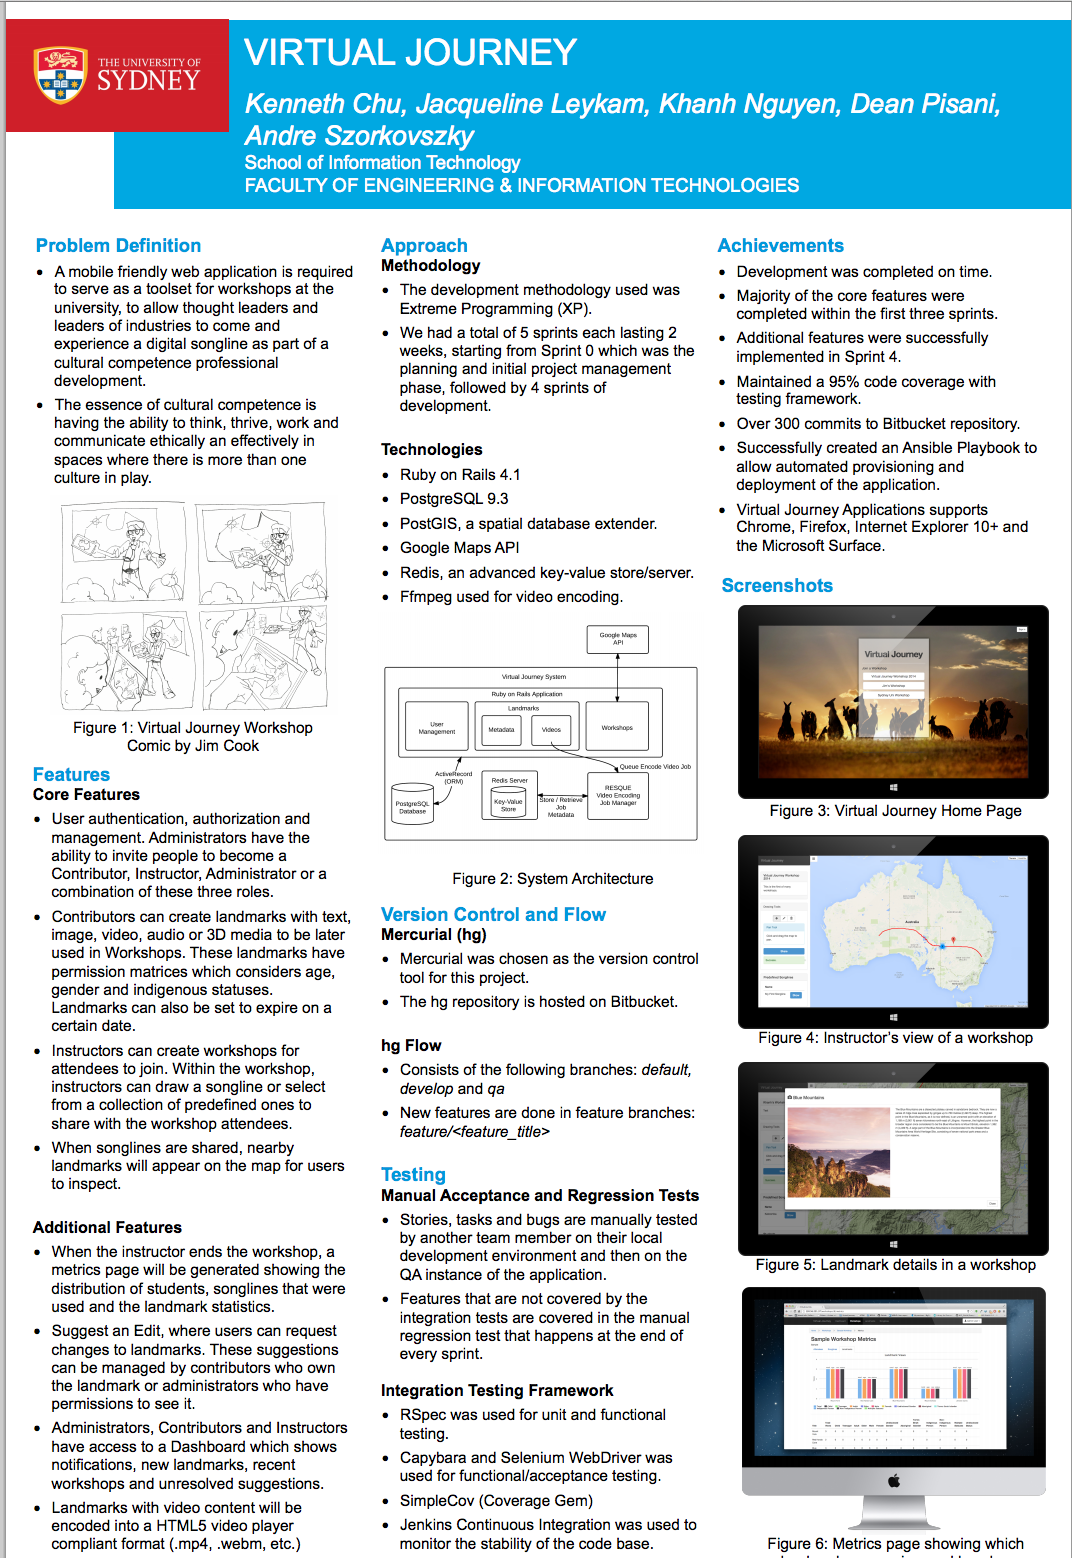 THE UNIVERSITY OF
SYDNEY
VIRTUAL JOURNEY
Kenneth Chu, Jacqueline Leykam, Khanh Nguyen, Dean Pisani,
Andre Szorkovszky
School of Information Technology
FACULTY OF ENGINEERING & INFORMATION TECHNOLOGIES
Problem Definition
• A mobile friendly web application is required
to serve as a toolset for workshops at the
university, to allow thought leaders and
leaders of industries to come and
experience a digital songline as part of a
cultural competence professional
development.
• The essence of cultural competence is
having the ability to think, thrive, work and
communicate ethically an effectively in
spaces where there is more than one
culture in play.
Figure 1: Virtual Journey Workshop
Comic by Jim Cook
Features
Core Features
• User authentication, authorization and
management. Administrators have the
ability to invite people to become a
Contributor, Instructor, Administrator or a
combination of these three roles.
• Contributors can create landmarks with text,
image, video, audio or 3D media to be later
used in Workshops. These landmarks have
permission matrices which considers age,
gender and indigenous statuses.
Landmarks can also be set to expire on a
certain date.
• Instructors can create workshops for
attendees to join. Within the workshop,
instructors can draw a songline or select
from a collection of predefined ones to
share with the workshop attendees.
• When songlines are shared, nearby
landmarks will appear on the map for users
to inspect.
Additional Features
• When the instructor ends the workshop, a
metrics page will be generated showing the
distribution of students, songlines that were
used and the landmark statistics.
• Suggest an Edit, where users can request
changes to landmarks. These suggestions
can be managed by contributors who own
the landmark or administrators who have
permissions to see it.
• Administrators, Contributors and Instructors
have access to a Dashboard which shows
notifications, new landmarks, recent
workshops and unresolved suggestions.
• Landmarks with video content will be
encoded into a HTML5 video player
compliant format (.mp4, .webm, etc.)
Approach
Methodology
• The development methodology used was
Extreme Programming (XP).
• We had a total of 5 sprints each lasting 2
weeks, starting from Sprint 0 which was the
planning and initial project management
phase, followed by 4 sprints of
development.
Technologies
• Ruby on Rails 4.1
• PostgreSQL 9.3
• PostGIS, a spatial database extender.
• Google Maps API
• Redis, an advanced key-value store/server.
• Ffmpeg used for video encoding.
Google Maps
API
Virtual Journey System
Ruby on Rails Application
Landmarks
User
Management
Metadata
Videos
Workshops
ActiveRecord
(ORM)
Queue Encode Video Job
PostgreSQL
Database
Redis Server
Key-Value
Store
Store / Retrieve
Job
Metadata
RESQUE
Video Encoding
Job Manager
Figure 2: System Architecture
Version Control and Flow
Mercurial (hg)
• Mercurial was chosen as the version control
tool for this project.
• The hg repository is hosted on Bitbucket.
hg Flow
• Consists of the following branches: default,
develop and qa
• New features are done in feature branches:
feature/<feature_title>
Testing
Manual Acceptance and Regression Tests
• Stories, tasks and bugs are manually tested
by another team member on their local
development environment and then on the
QA instance of the application.
• Features that are not covered by the
integration tests are covered in the manual
regression test that happens at the end of
every sprint.
Integration Testing Framework
• RSpec was used for unit and functional
testing.
• Capybara and Selenium WebDriver was
used for functional/acceptance testing.
• SimpleCov (Coverage Gem)
• Jenkins Continuous Integration was used to
monitor the stability of the code base.
Achievements
• Development was completed on time.
• Majority of the core features were
completed within the first three sprints.
• Additional features were successfully
implemented in Sprint 4.
• Maintained a 95% code coverage with
testing framework.
• Over 300 commits to Bitbucket repository.
• Successfully created an Ansible Playbook to
allow automated provisioning and
deployment of the application.
• Virtual Journey Applications supports
Chrome, Firefox, Internet Explorer 10+ and
the Microsoft Surface.
Screenshots
Virtual Journey
Join a Workshop
Virtual Journey Workshop 2014
Figure 3: Virtual Journey Home Page
Australia
Figure 4: Instructor's view of a workshop
Blue Mountains
Figure 5: Landmark details in a workshop
Sample Workshop Metrics
Figure 6: Metrics page showing which